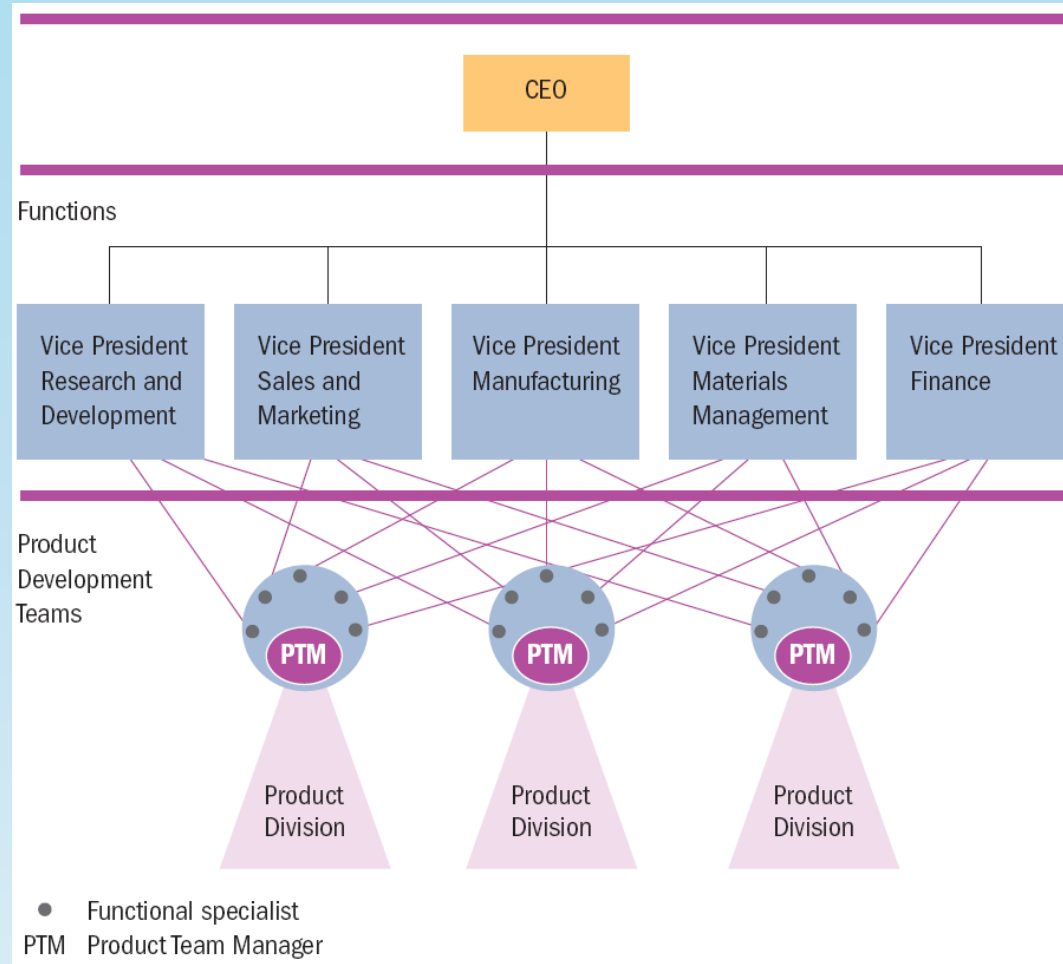 CEO
Functions
Vice President
Research and
Development
Vice President
Sales and
Marketing
Vice President
Manufacturing
Vice President
Materials
Management
Vice President
Finance
Product
Development
Teams
PTM
PTM
PTM
Product
Division
Product
Division
Product
Division
Functional specialist
PTM Product Team Manager